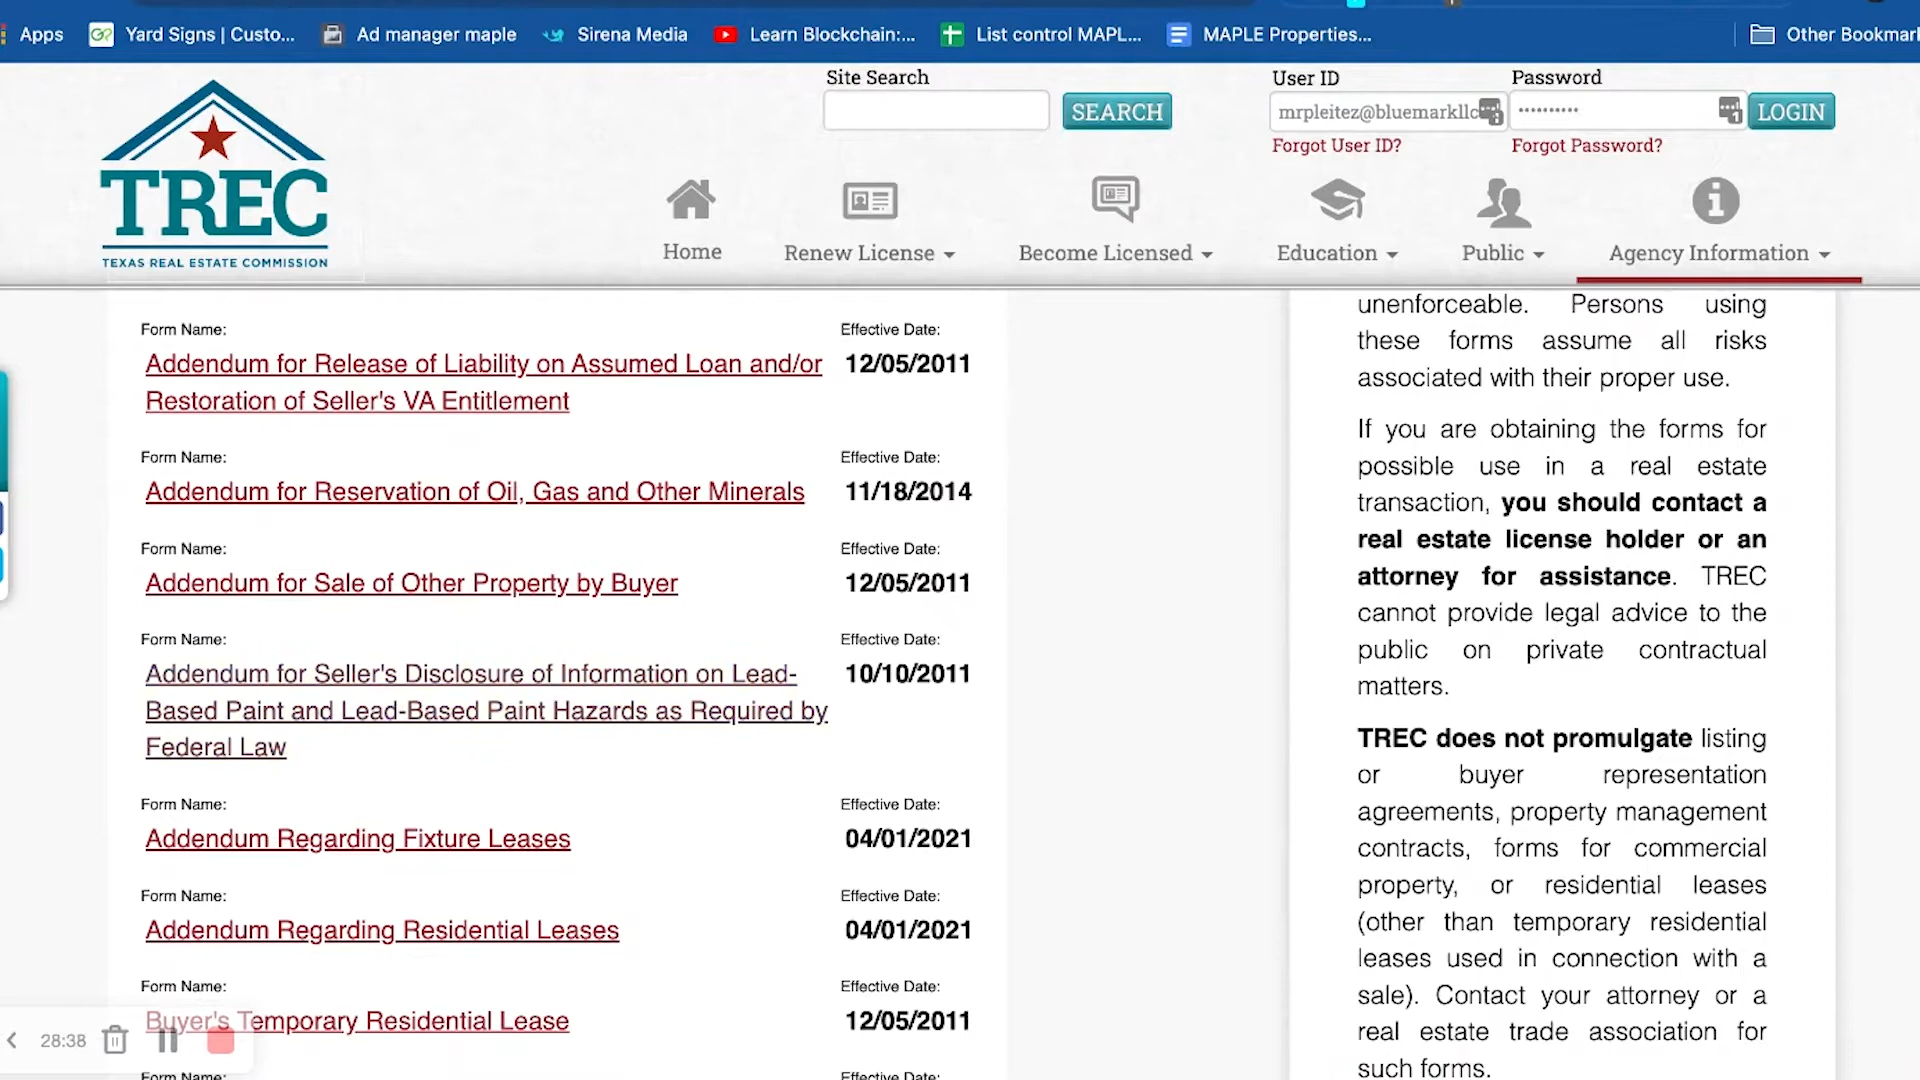 Apps
Yard Signs | Custo...
Ad manager maple
Sirena Media
Learn Blockchain:...
List control MAPL...
MAPLE Properties...
Other Bookmark
Site Search
SEARCH
User ID
Password
mrpleitez@bluemarkllc
LOGIN
Forgot User ID?
Forgot Password?
TREC
TEXAS REAL ESTATE COMMISSION
Home
Renew License
Become Licensed
Education
Public
Agency Information
Form Name:
Effective Date:
Addendum for Release of Liability on Assumed Loan and/or
12/05/2011
Restoration of Seller's VA Entitlement
Form Name:
Effective Date:
Addendum for Reservation of Oil, Gas and Other Minerals
11/18/2014
Form Name:
Effective Date:
Addendum for Sale of Other Property by Buyer
12/05/2011
Form Name:
Effective Date:
Addendum for Seller's Disclosure of Information on Lead-
10/10/2011
Based Paint and Lead-Based Paint Hazards as Required by
Federal Law
Form Name:
Effective Date:
Addendum Regarding Fixture Leases
04/01/2021
Form Name:
Effective Date:
Addendum Regarding Residential Leases
04/01/2021
Form Name:
Effective Date:
Buyer's Temporary Residential Lease
12/05/2011
28:38
Form Name:
Effective Date:
unenforceable. Persons using
these forms assume all risks
associated with their proper use.
If you are obtaining the forms for
possible use in a real estate
transaction, you should contact a
real estate license holder or an
attorney for assistance. TREC
cannot provide legal advice to the
public on private contractual
matters.
TREC does not promulgate listing
or buyer representation
agreements, property management
contracts, forms for commercial
property, or residential leases
(other than temporary residential
leases used in connection with a
sale). Contact your attorney or a
real estate trade association for
such forms.